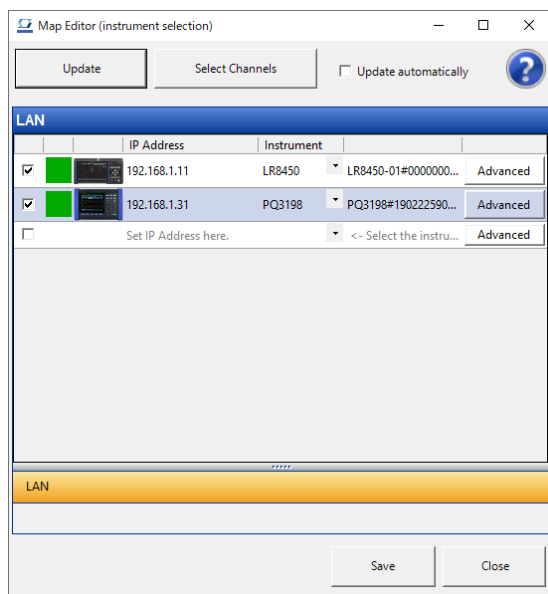 Map Editor (instrument selection)
Update
Select Channels
Update automatically
?
LAN
IP Address Instrument
192.168.1.11 LR8450 LR8450-01#0000000... Advanced
192.168.1.31 PQ3198 PQ3198#190222590... Advanced
Set IP Address here. <- Select the instru... Advanced
LAN
Save
Close